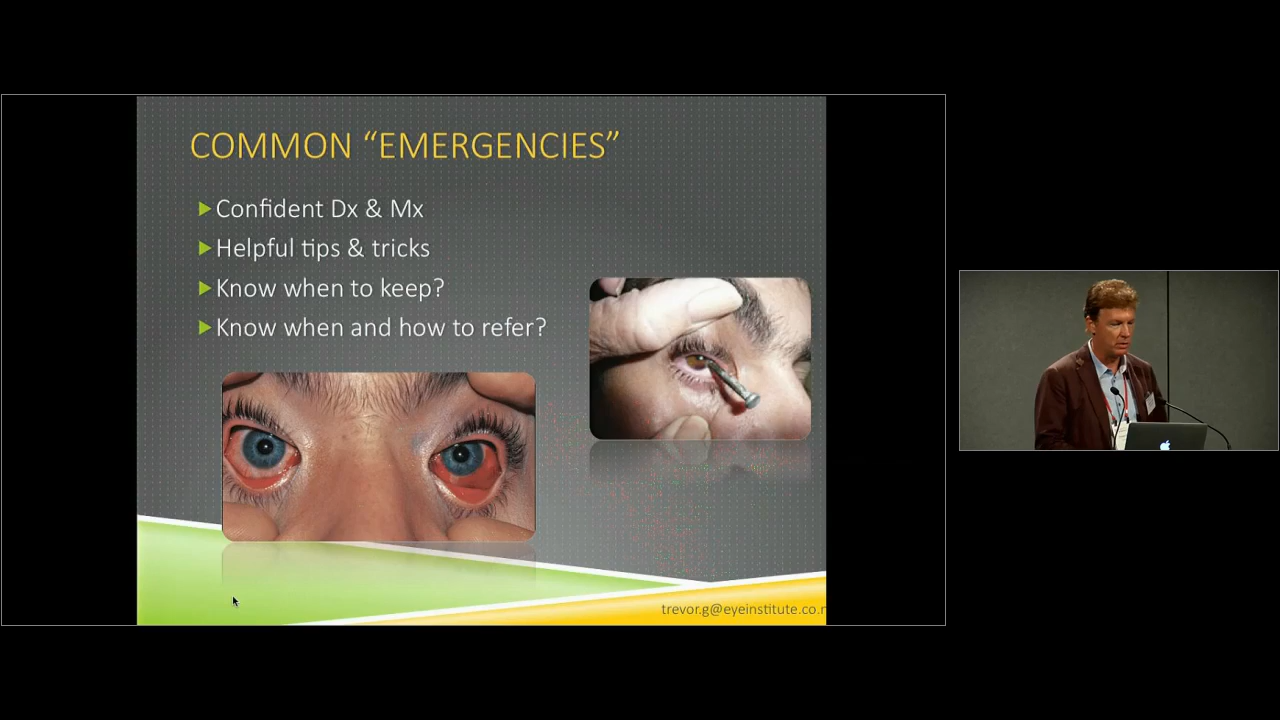 COMMON “EMERGENCIES”
Confident Dx & Mx
Helpful tips & tricks
Know when to keep?
Know when and how to refer?
trevor.g@eyeinstitute.co.n